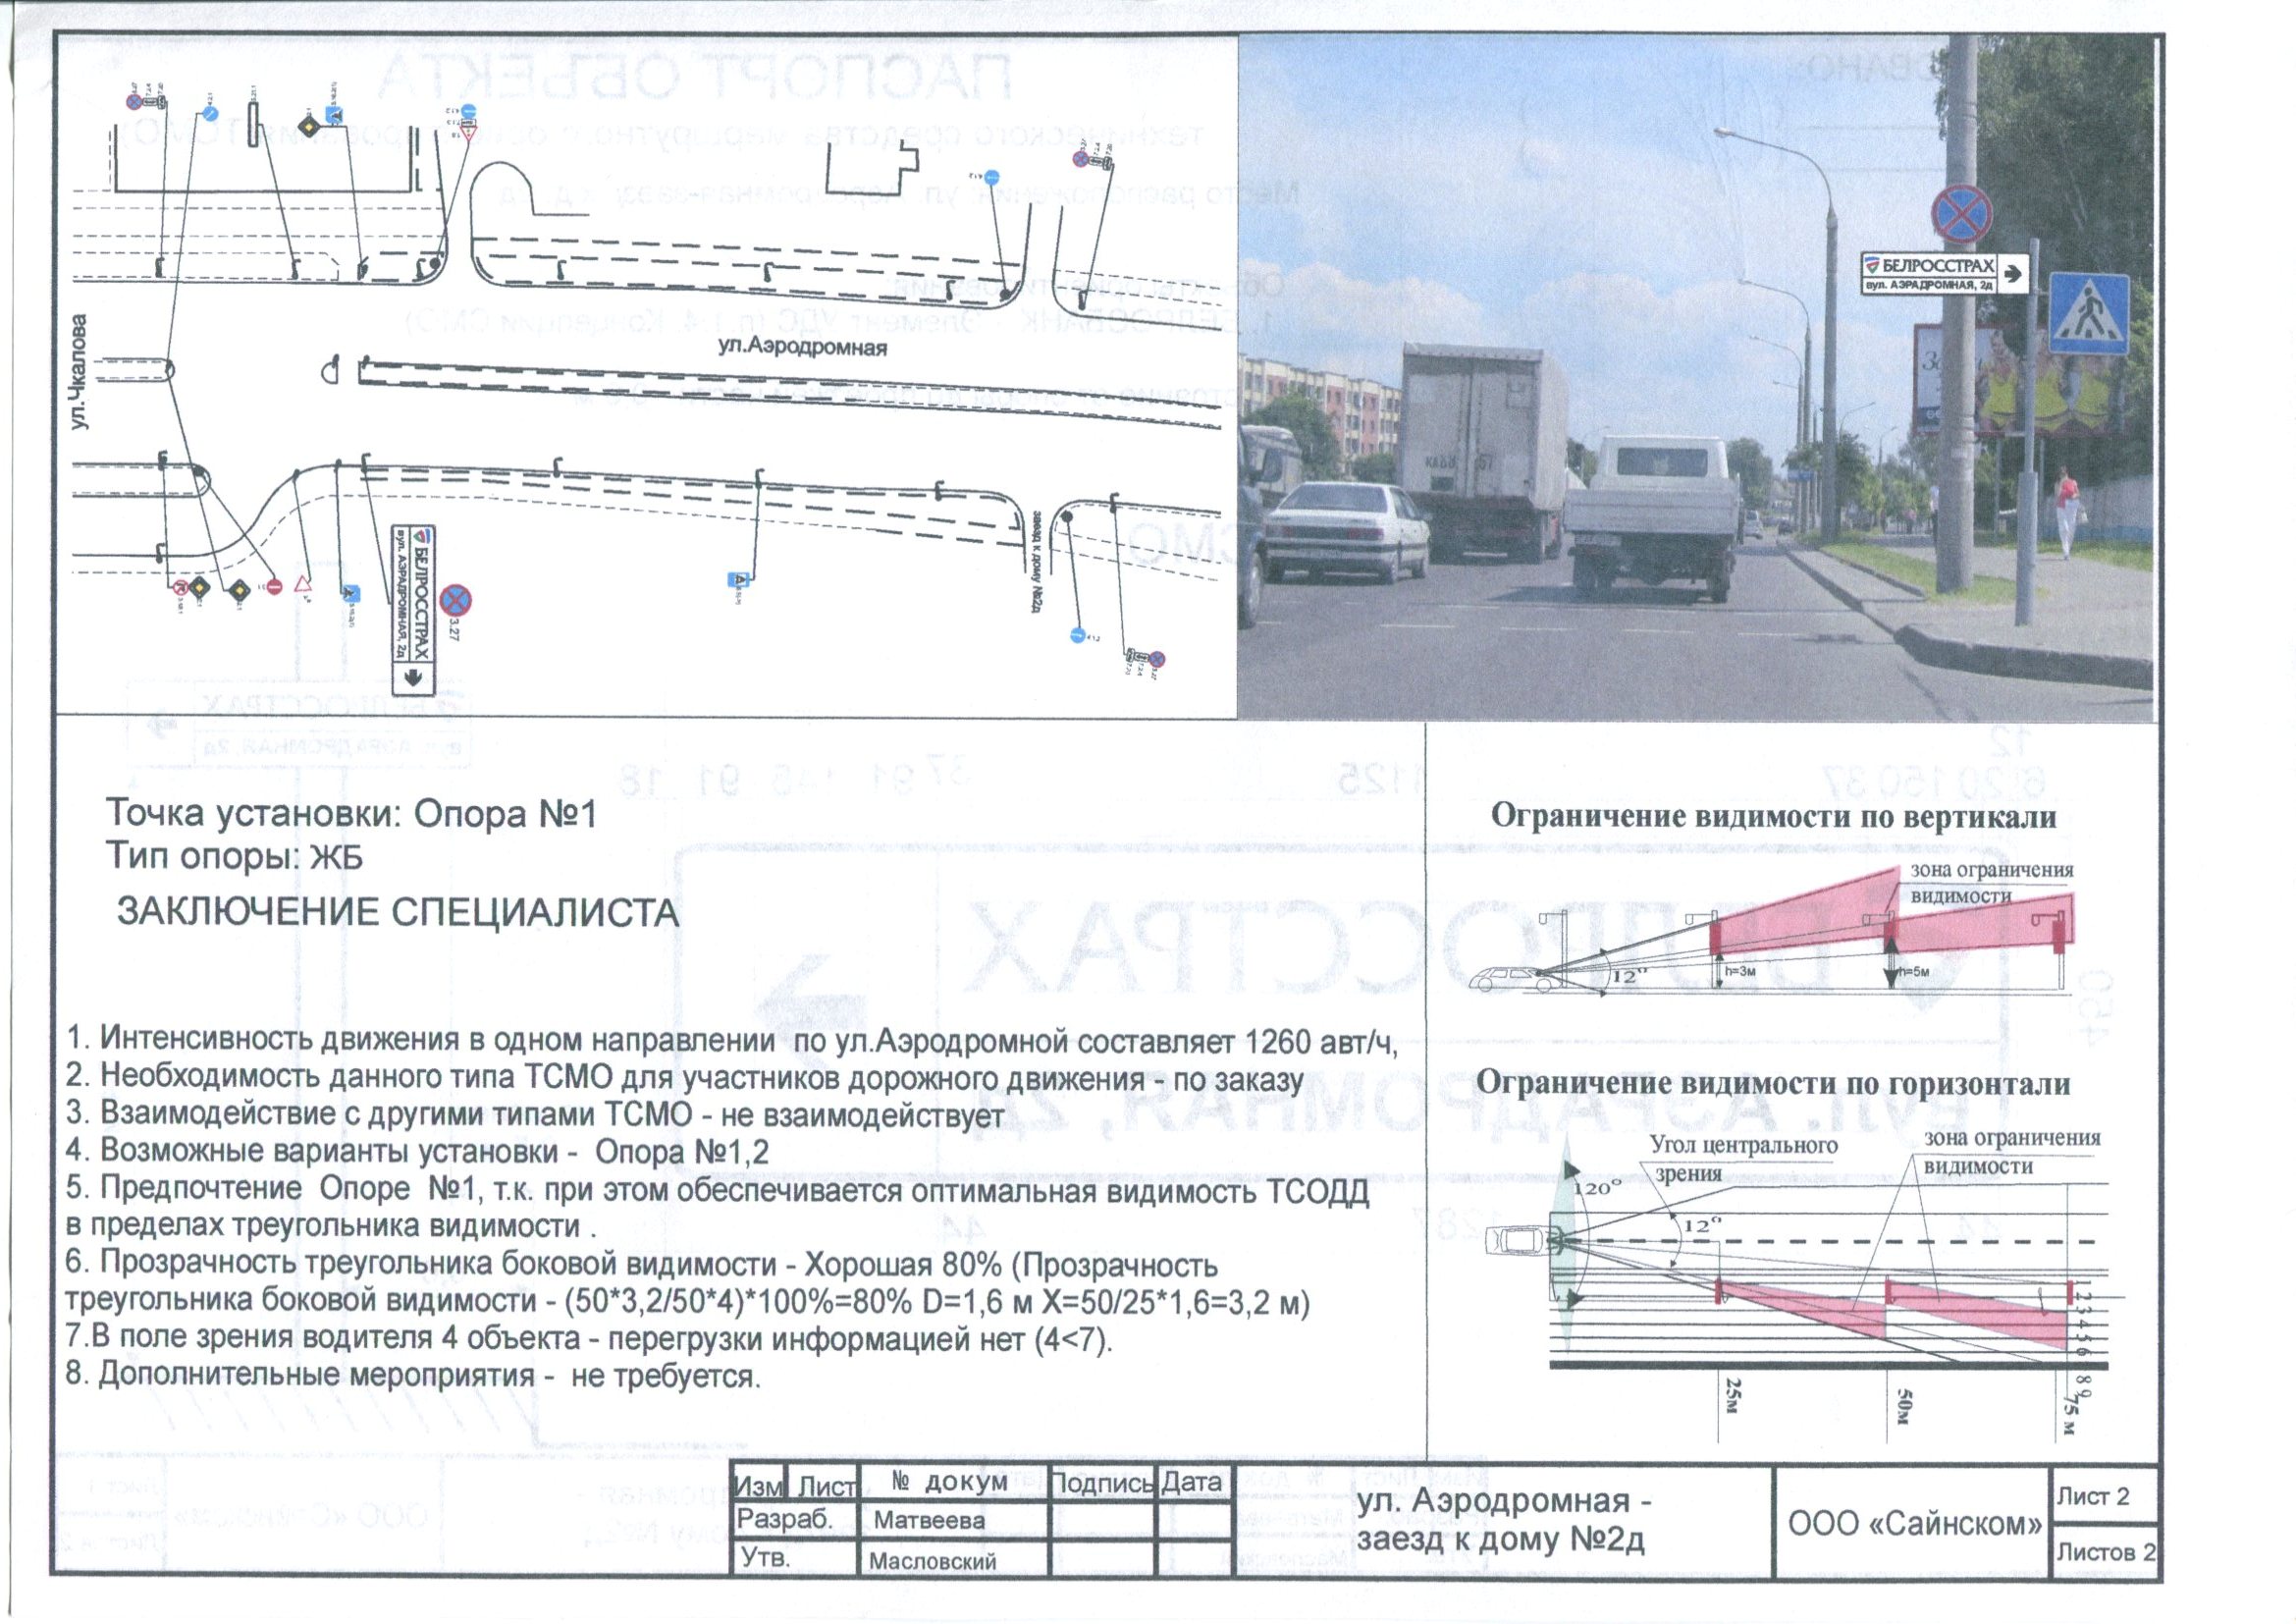 ул.Чкалова
ул.Аэродромная
заезд к дому №2д
БЕЛРОССТРАХ
вул. АЭРАДРОМНАЯ, 2д
3.27
БЕЛРОССТРАХ
вул. АЭРАДРОМНАЯ, 2д
Точка установки: Опора №1
Тип опоры: ЖБ
ЗАКЛЮЧЕНИЕ СПЕЦИАЛИСТА
1. Интенсивность движения в одном направлении по ул.Аэродромной составляет 1260 авт/ч,
2. Необходимость данного типа ТСМО для участников дорожного движения - по заказу
3. Взаимодействие с другими типами ТСМО - не взаимодействует
4. Возможные варианты установки - Опора №1,2
5. Предпочтение Опоре №1, т.к. при этом обеспечивается оптимальная видимость ТСОДД
в пределах треугольника видимости .
6. Прозрачность треугольника боковой видимости - Хорошая 80% (Прозрачность
треугольника боковой видимости - (50*3,2/50*4)*100%=80% D=1,6 м X=50/25*1,6=3,2 м)
7.В поле зрения водителя 4 объекта - перегрузки информацией нет (4<7).
8. Дополнительные мероприятия - не требуется.
Ограничение видимости по вертикали
зона ограничения
видимости
12°
h=3м
h=5м
Ограничение видимости по горизонтали
Угол центрального
зрения
зона ограничения
видимости
120°
12°
1 2 3 4 5 6 8 9
25м
50м
75 м
Изм Лист № докум Подпись Дата
Разраб. Матвеева
Утв. Масловский
ул. Аэродромная -
заезд к дому №2д
ООО «Сайнском»
Лист 2
Листов 2